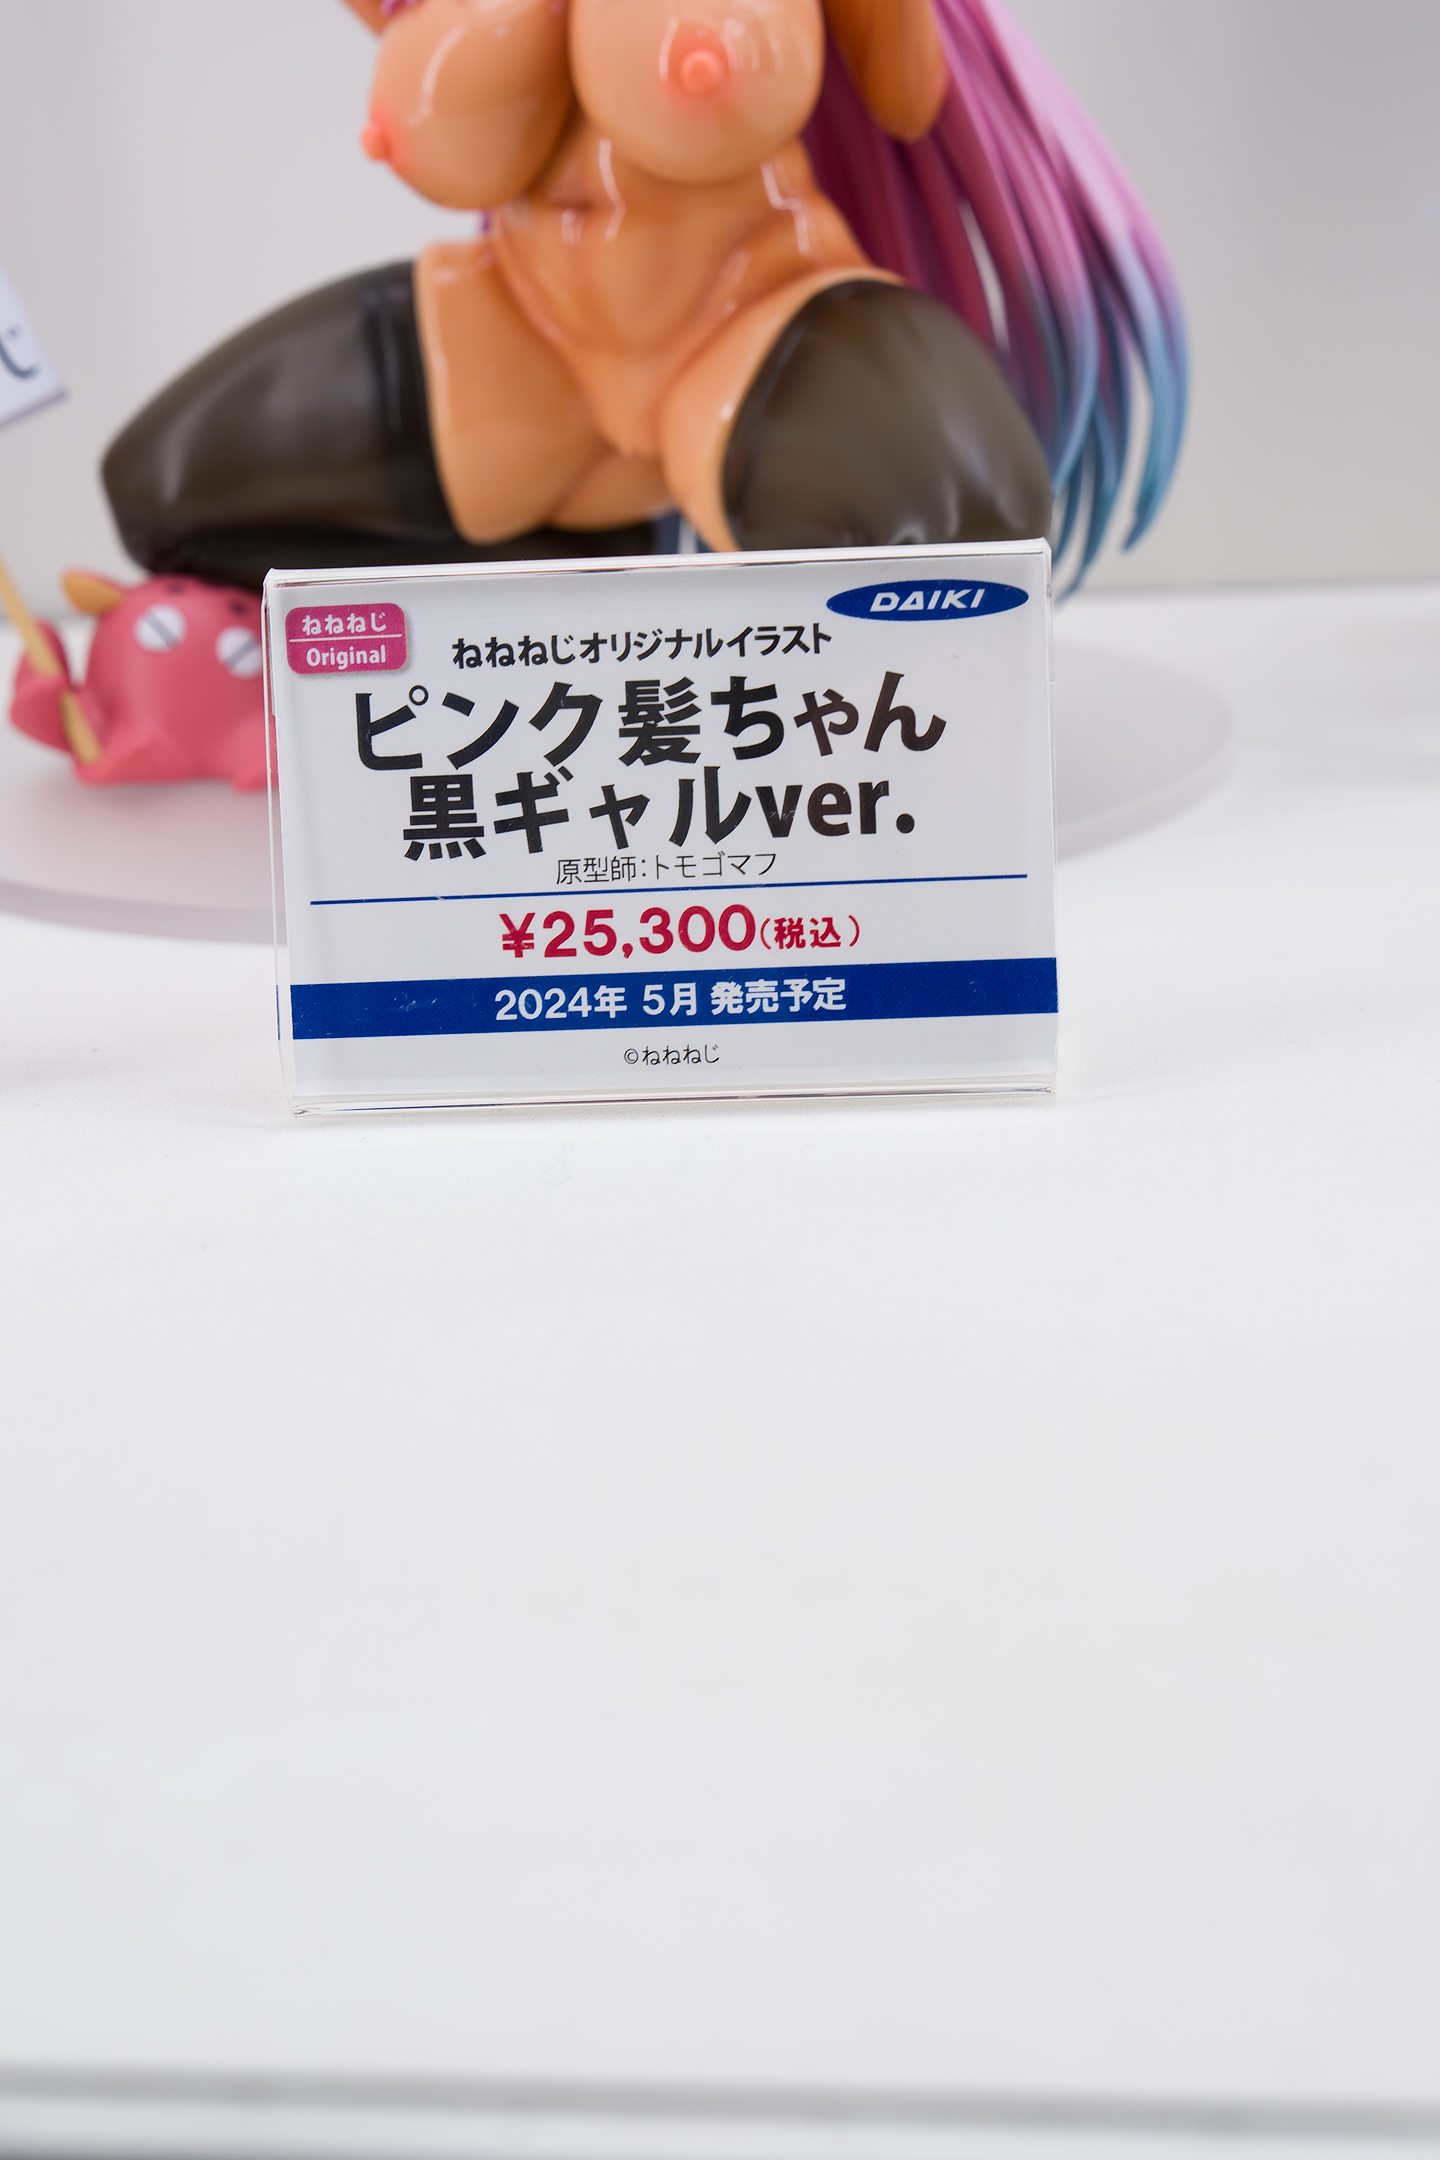 ねねねじ
Original
DAIKI
ねねねじオリジナルイラスト
ピンク髪ちゃん
黒ギャルver.
原型師：トモゴマフ
¥25,300（税込）
2024年 5月 発売予定
©ねねねじ